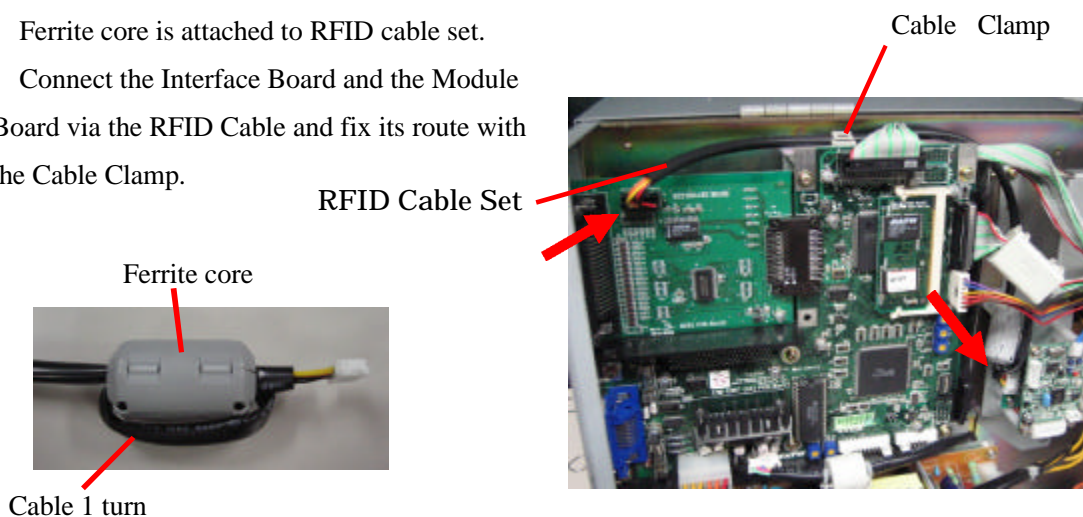 Ferrite core is attached to RFID cable set.
Connect the Interface Board and the Module
Board via the RFID Cable and fix its route with
the Cable Clamp.
Cable Clamp
RFID Cable Set
Ferrite core
Cable 1 turn